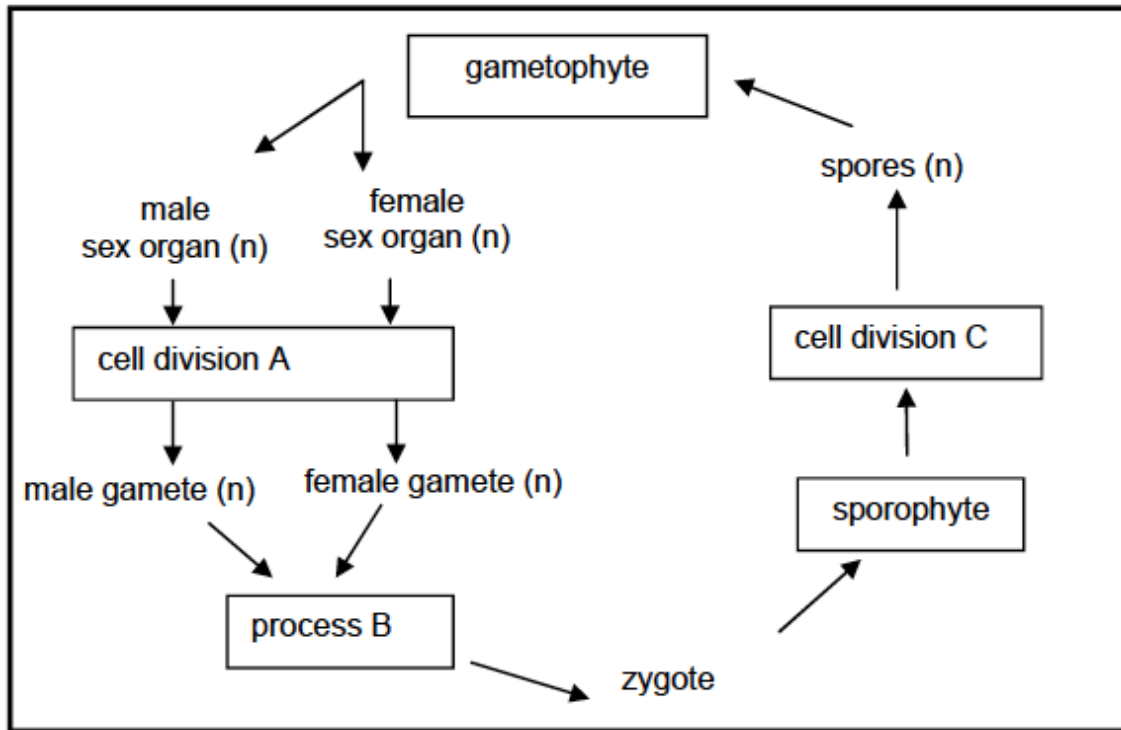 gametophyte
spores (n)
male
sex organ (n)
female
sex organ (n)
cell division A
cell division C
male gamete (n)
female gamete (n)
sporophyte
process B
zygote